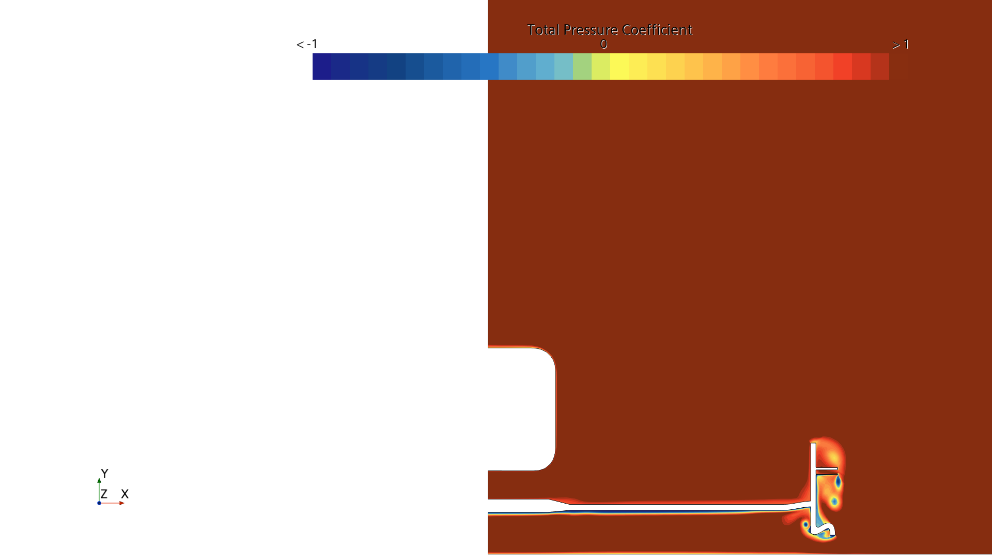 Total Pressure Coefficient
< -1 0 > 1
Y
Z X